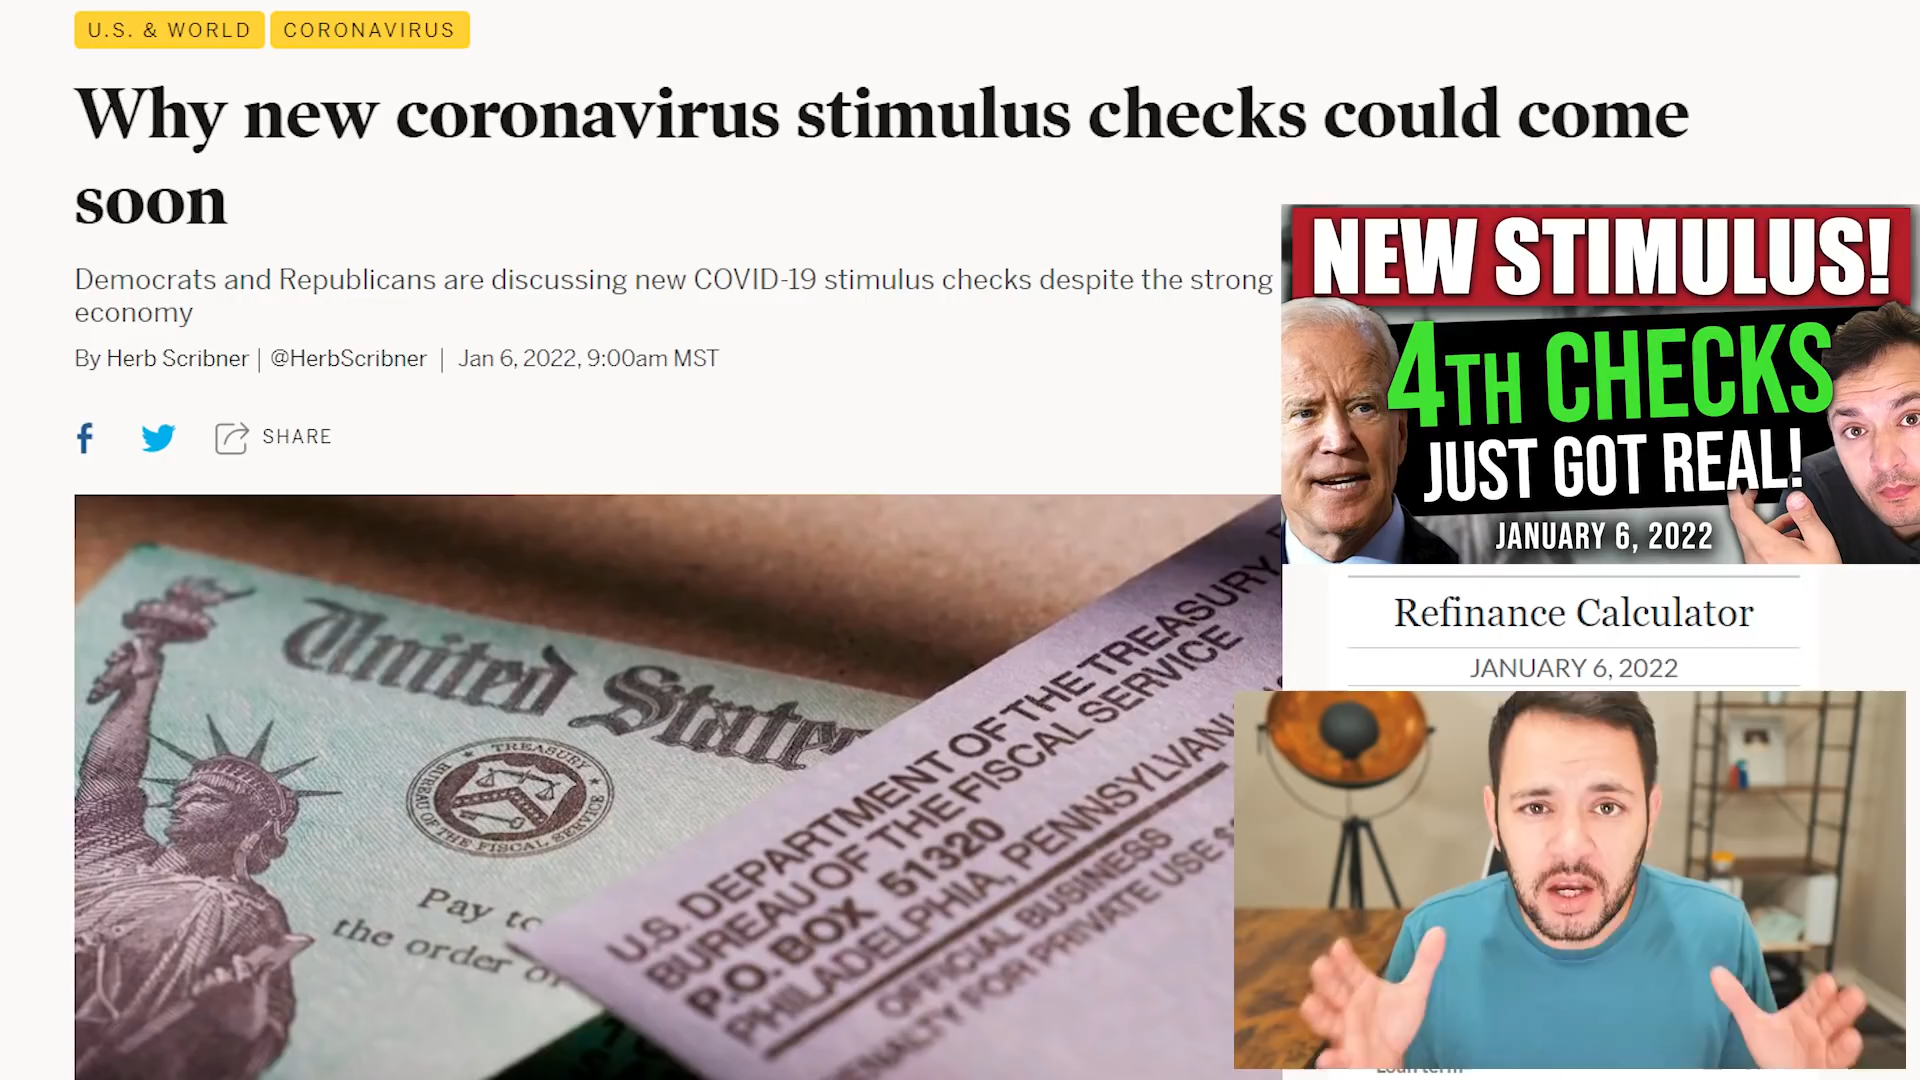 U.S. & WORLD
CORONAVIRUS
Why new coronavirus stimulus checks could come
soon
Democrats and Republicans are discussing new COVID-19 stimulus checks despite the strong
economy
By Herb Scribner | @HerbScribner | Jan 6, 2022, 9:00am MST
SHARE
NEW STIMULUS!
4TH CHECKS
JUST GOT REAL!
JANUARY 6, 2022
Refinance Calculator
JANUARY 6, 2022
United States
TREASURY
BUREAU OF THE FISCAL SERVICE
Pay to
the order of
U.S. DEPARTMENT OF THE TREASURY
BUREAU OF THE FISCAL SERVICE
P.O. BOX 51320
PHILADELPHIA, PENNSYLVANI
OFFICIAL BUSINESS
PENALTY FOR PRIVATE USE $